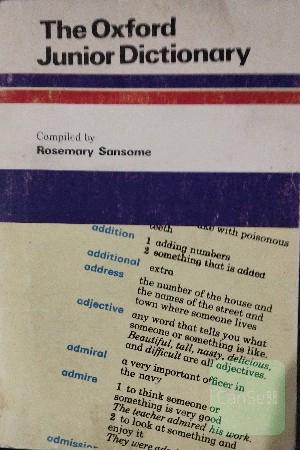 The Oxford
Junior Dictionary
Compiled by
Rosemary Sansome
teeth
with poisonous
addition 1 adding numbers
2 something that is added
additional extra
address the number of the house and
the names of the street and
town where someone lives
adjective any word that tells you what
someone or something is like.
Beautiful, tall, nasty, delicious,
and difficult are all adjectives.
admiral a very important officer in
the navy
admire 1 to think someone or
something is very good
The teacher admired his work.
2 to look at something and
enjoy it
They were